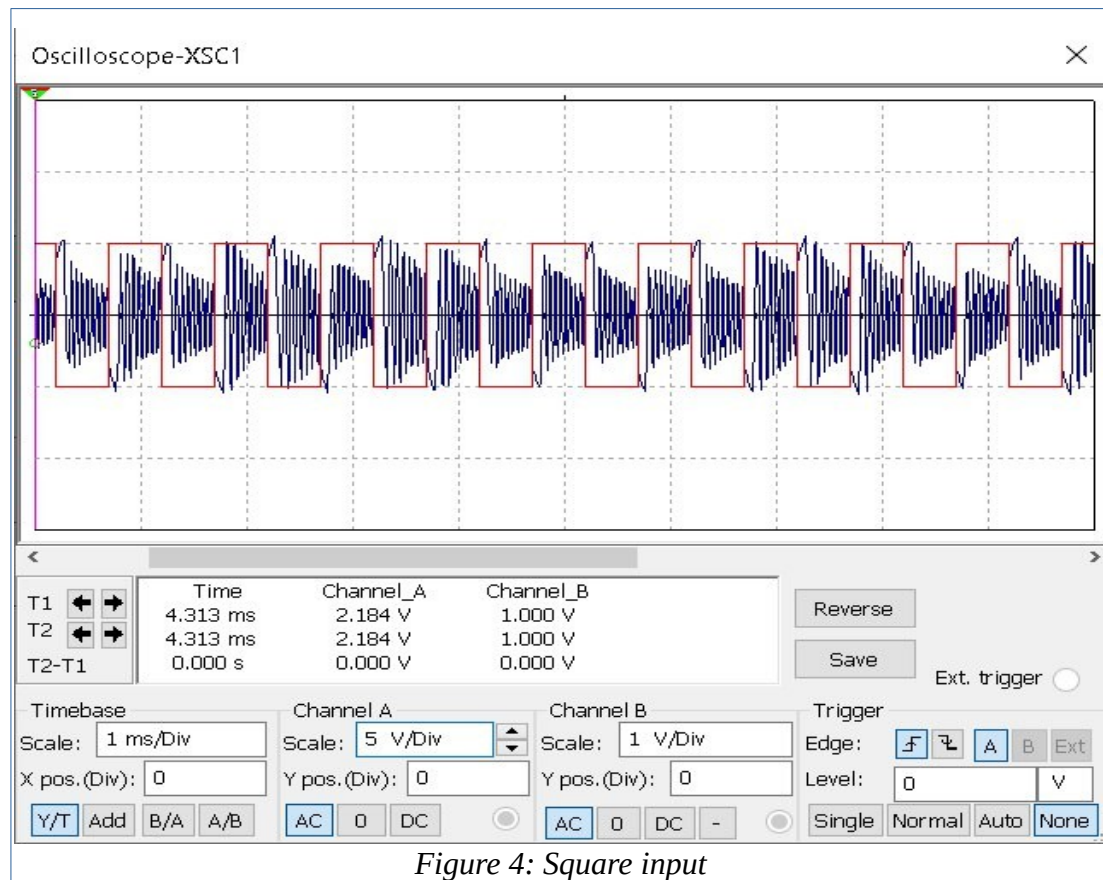 Oscilloscope-XSC1
T1
T2
T2-T1
Time Channel_A Channel_B
4.313 ms 2.184 V 1.000 V
4.313 ms 2.184 V 1.000 V
0.000 s 0.000 V 0.000 V
Reverse
Save
Ext. trigger
Timebase
Scale: 1 ms/Div
X pos.(Div): 0
Y/T Add B/A A/B
Channel A
Scale: 5 V/Div
Y pos.(Div): 0
AC 0 DC
Channel B
Scale: 1 V/Div
Y pos.(Div): 0
AC 0 DC -
Trigger
Edge: A B Ext
Level: 0 V
Single Normal Auto None
Figure 4: Square input